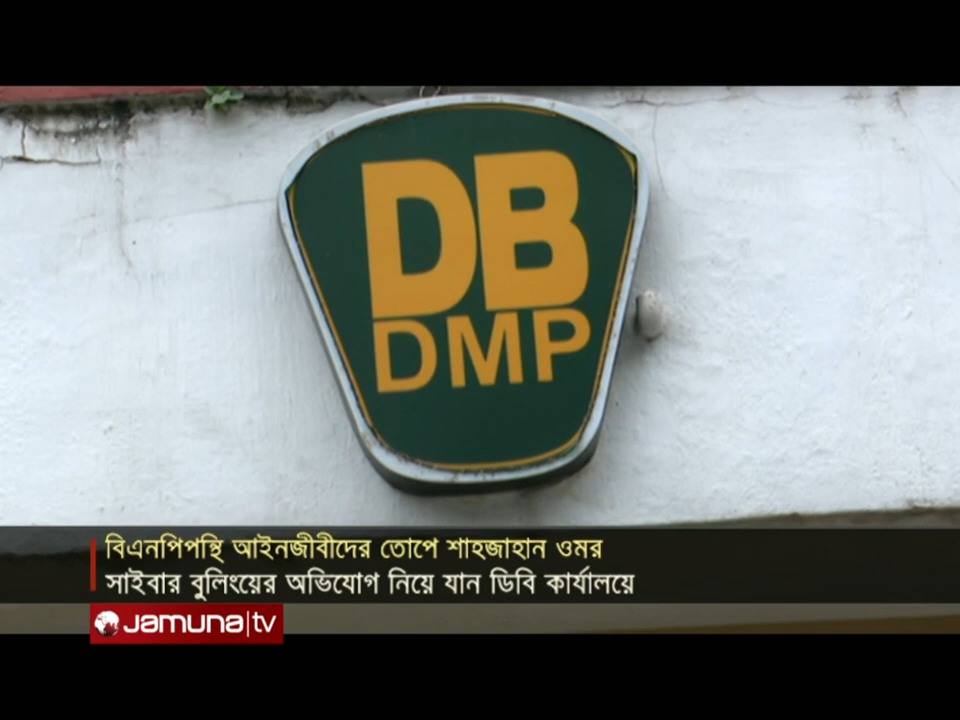 DB
DMP
বিএনপিপন্থি আইনজীবীদের তোপে শাহজাহান ওমর
সাইবার বুলিংয়ের অভিযোগ নিয়ে যান ডিবি কার্যালয়ে
Jamuna|tv